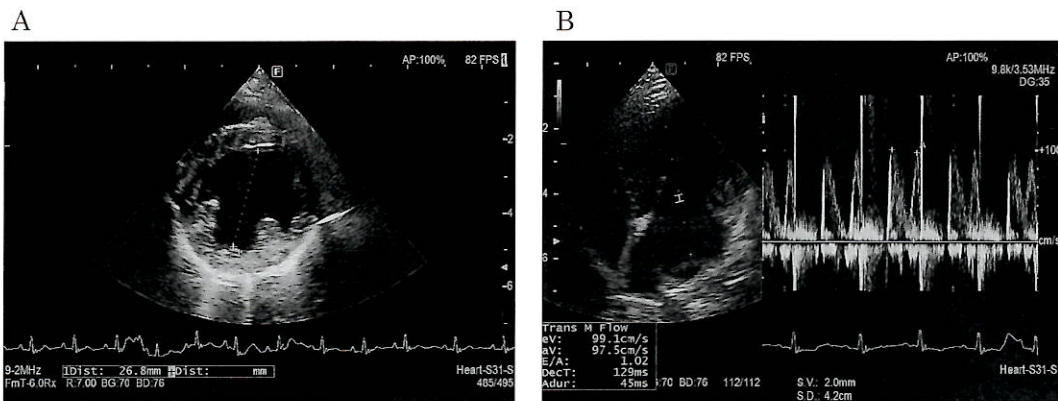 A
AP:100% 82 FPS
F
2
4
6
9-2MHz
1Dist: 26.8mm Dist: mm
FmT-6.0Rx R:7.00 BG:70 BD:76
Heart-S31-S
485/495
B
82 FPS
AP:100%
9.8k/3.53MHz
DG:35
2
4
6
+100
cm/s
Trans M Flow
eV: 99.1cm/s
aV: 97.5cm/s
E/A: 1.02
DecT: 129ms
Adur: 45ms
:70 BD:76 112/112
S.V.: 2.0mm
S.D.: 4.2cm
Heart-S31-S